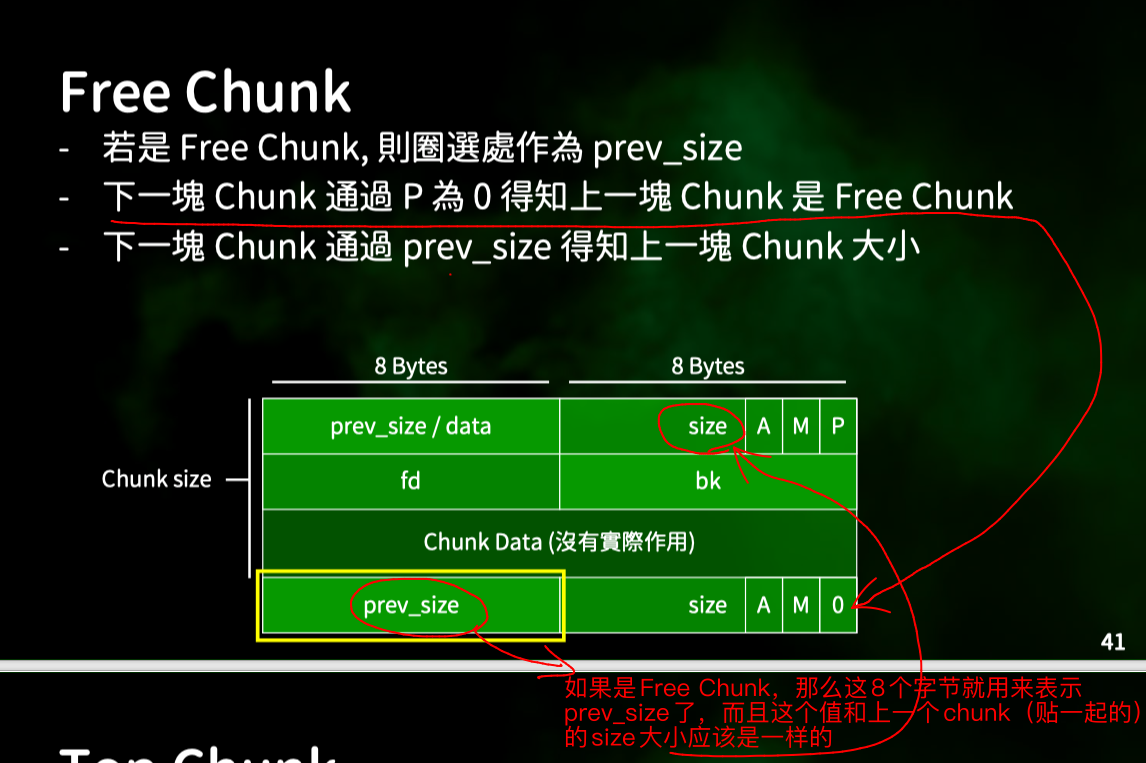 Free Chunk
- 若是 Free Chunk, 則圈選處作為 prev_size
- 下一塊 Chunk 通過 P 為 0 得知上一塊 Chunk 是 Free Chunk
- 下一塊 Chunk 通過 prev_size 得知上一塊 Chunk 大小
8 Bytes 8 Bytes
prev_size / data size A M P
Chunk size fd bk
Chunk Data (沒有實際作用)
prev_size size A M 0
41
如果是Free Chunk，那么这8个字节就用来表示
prev_size了，而且这个值和上一个chunk（贴一起的）
的size大小应该是一样的
Top Chunk